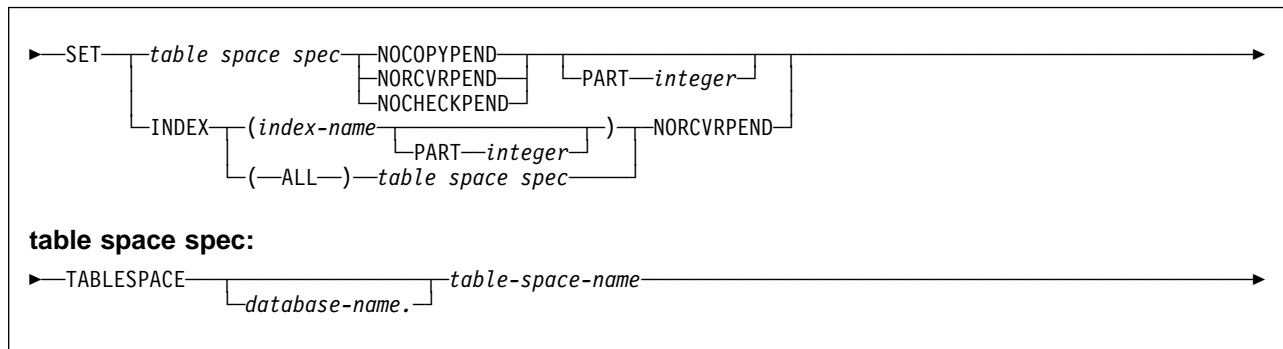 SET table space spec NOCOPYPEND
NORCVRPEND PART integer
NOCHECKPEND
INDEX (index-name ) NORCVRPEND
PART integer
( ALL ) table space spec
table space spec:
TABLESPACE table-space-name
database-name.